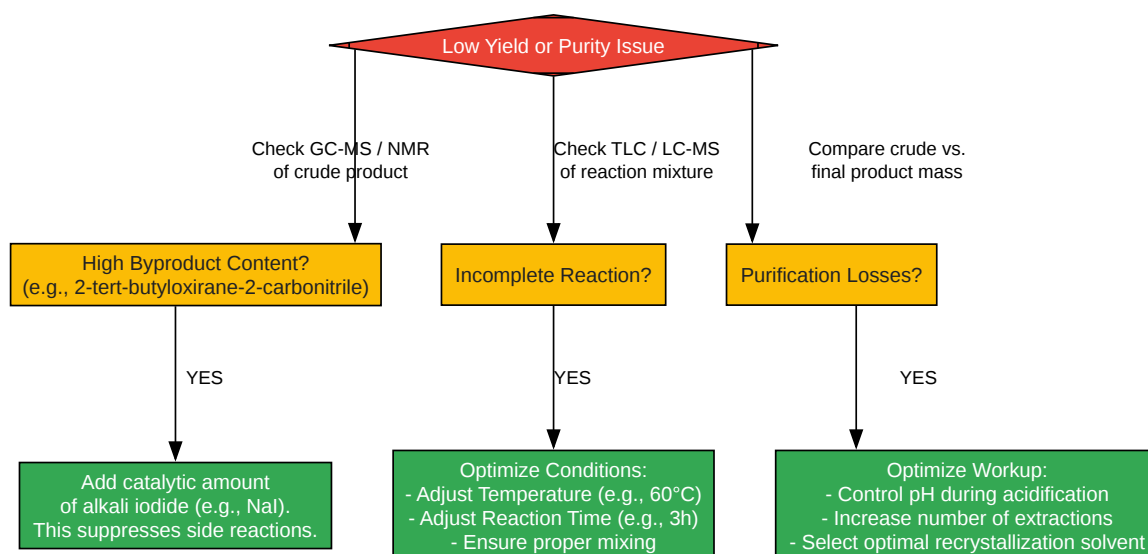 Low Yield or Purity Issue
Check GC-MS / NMR
of crude product
Check TLC / LC-MS
of reaction mixture
Compare crude vs.
final product mass
High Byproduct Content?
(e.g., 2-tert-butyloxirane-2-carbonitrile)
Incomplete Reaction?
Purification Losses?
YES
YES
YES
Add catalytic amount
of alkali iodide (e.g., NaI).
This suppresses side reactions.
Optimize Conditions:
- Adjust Temperature (e.g., 60°C)
- Adjust Reaction Time (e.g., 3h)
- Ensure proper mixing
Optimize Workup:
- Control pH during acidification
- Increase number of extractions
- Select optimal recrystallization solvent